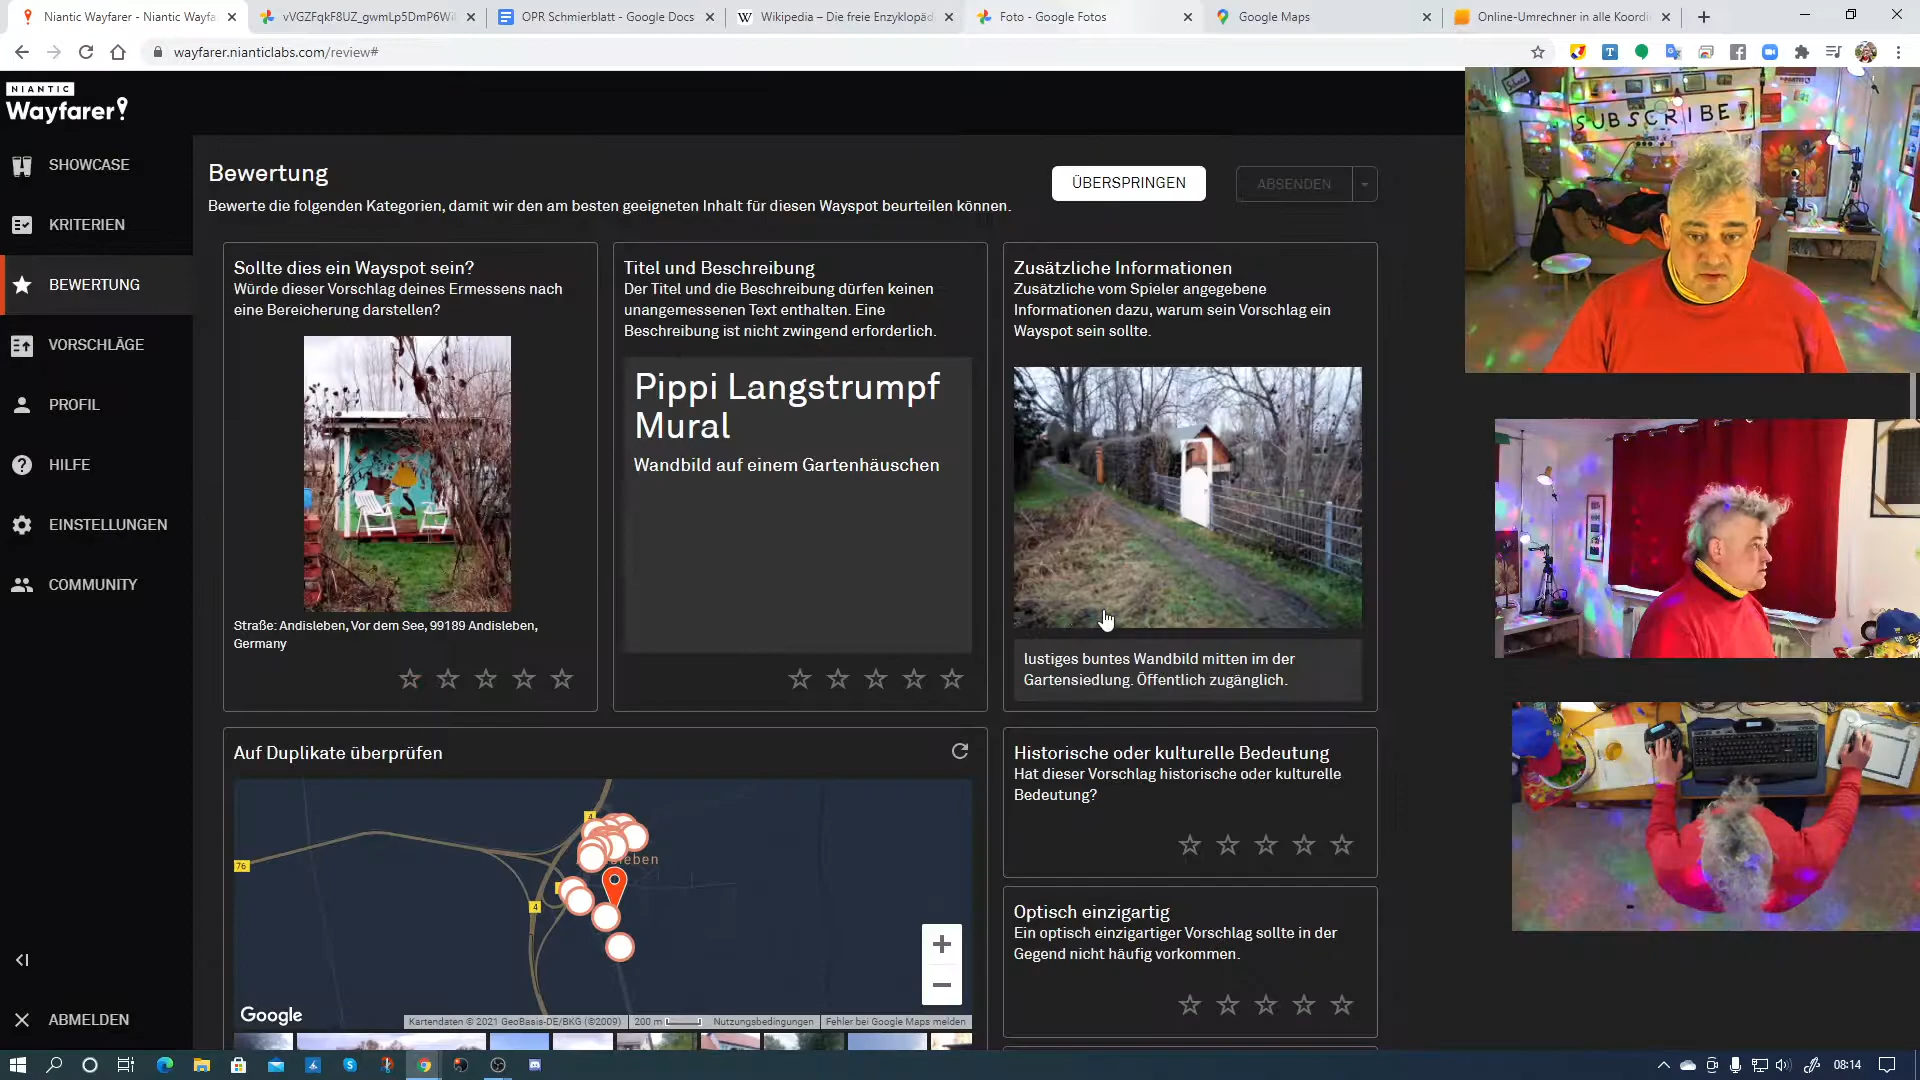 Niantic Wayfarer - Niantic Wayfa
vVGZFqkF8UZ_gwmLp5DmP6Wi
OPR Schmierblatt - Google Docs
Wikipedia – Die freie Enzyklopäd
Foto - Google Fotos
Google Maps
Online-Umrechner in alle Koordi
wayfarer.nianticlabs.com/review#
NIANTIC
Wayfarer
SHOWCASE
KRITERIEN
BEWERTUNG
VORSCHLÄGE
PROFIL
HILFE
EINSTELLUNGEN
COMMUNITY
ABMELDEN
Bewertung
Bewerte die folgenden Kategorien, damit wir den am besten geeigneten Inhalt für diesen Wayspot beurteilen können.
ÜBERSPRINGEN
ABSENDEN
Sollte dies ein Wayspot sein?
Würde dieser Vorschlag deines Ermessens nach
eine Bereicherung darstellen?
Straße: Andisleben, Vor dem See, 99189 Andisleben,
Germany
Titel und Beschreibung
Der Titel und die Beschreibung dürfen keinen
unangemessenen Text enthalten. Eine
Beschreibung ist nicht zwingend erforderlich.
Pippi Langstrumpf
Mural
Wandbild auf einem Gartenhäuschen
Zusätzliche Informationen
Zusätzliche vom Spieler angegebene
Informationen dazu, warum sein Vorschlag ein
Wayspot sein sollte.
lustiges buntes Wandbild mitten im der
Gartensiedlung. Öffentlich zugänglich.
Auf Duplikate überprüfen
76
4
4
Google
Kartendaten © 2021 GeoBasis-DE/BKG (©2009)
200 m
Nutzungsbedingungen
Fehler bei Google Maps melden
Historische oder kulturelle Bedeutung
Hat dieser Vorschlag historische oder kulturelle
Bedeutung?
Optisch einzigartig
Ein optisch einzigartiger Vorschlag sollte in der
Gegend nicht häufig vorkommen.
SUBSCRIBE!
08:14